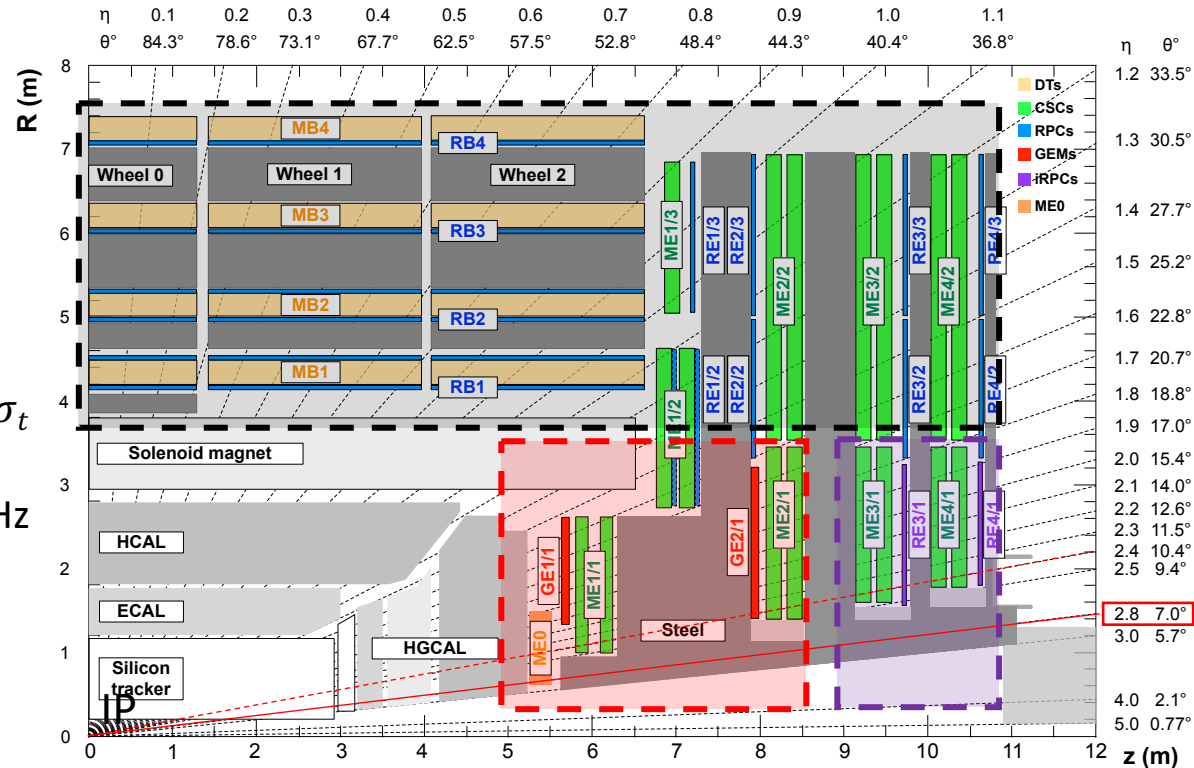 η 0.1 0.2 0.3 0.4 0.5 0.6 0.7 0.8 0.9 1.0 1.1
θ° 84.3° 78.6° 73.1° 67.7° 62.5° 57.5° 52.8° 48.4° 44.3° 40.4° 36.8° η θ°
R (m)
8
7
6
5
4
3
2
1
0
1.2 33.5°
1.3 30.5°
1.4 27.7°
1.5 25.2°
1.6 22.8°
1.7 20.7°
1.8 18.8°
1.9 17.0°
2.0 15.4°
2.1 14.0°
2.2 12.6°
2.3 11.5°
2.4 10.4°
2.5 9.4°
2.8 7.0°
3.0 5.7°
4.0 2.1°
5.0 0.77°
DTs
CSCs
RPCs
GEMs
iRPCs
ME0
MB4
RB4
Wheel 0
Wheel 1
Wheel 2
MB3
RB3
MB2
RB2
MB1
RB1
ME1/3
RE1/3
RE2/3
ME2/2
ME3/2
RE3/3
ME4/2
RE4/3
ME1/2
RE1/2
RE2/2
RE3/2
RE4/2
σt
Solenoid magnet
Hz
HCAL
ECAL
Silicon
tracker
HGCAL
IP
GE1/1
ME1/1
ME0
Steel
GE2/1
ME2/1
ME3/1
RE3/1
ME4/1
RE4/1
0 1 2 3 4 5 6 7 8 9 10 11 12
z (m)